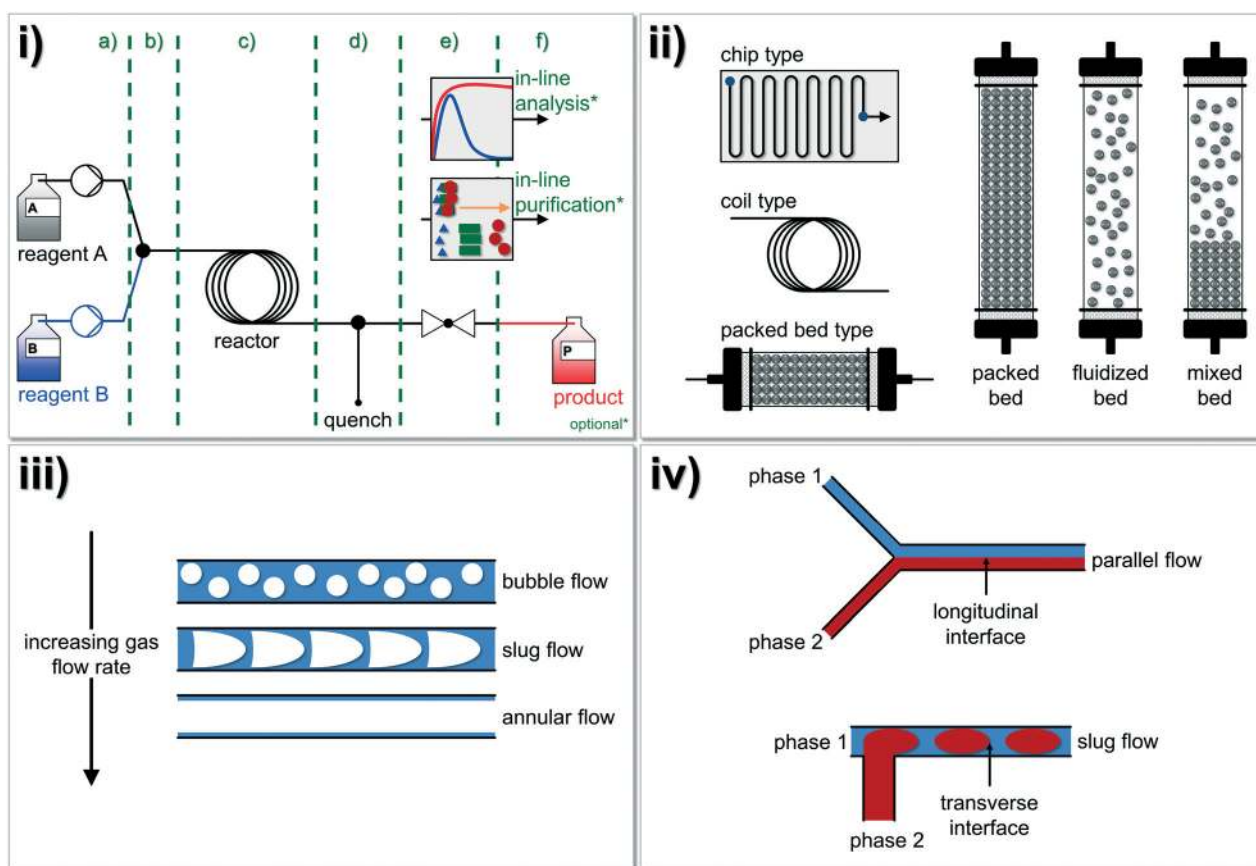 i)
a)
b)
c)
d)
e)
f)
in-line
analysis*
in-line
purification*
A
reagent A
B
reagent B
reactor
quench
P
product
optional*
ii)
chip type
coil type
packed bed type
packed
bed
fluidized
bed
mixed
bed
iii)
increasing gas
flow rate
bubble flow
slug flow
annular flow
iv)
phase 1
phase 2
parallel flow
longitudinal
interface
phase 1
slug flow
transverse
interface
phase 2